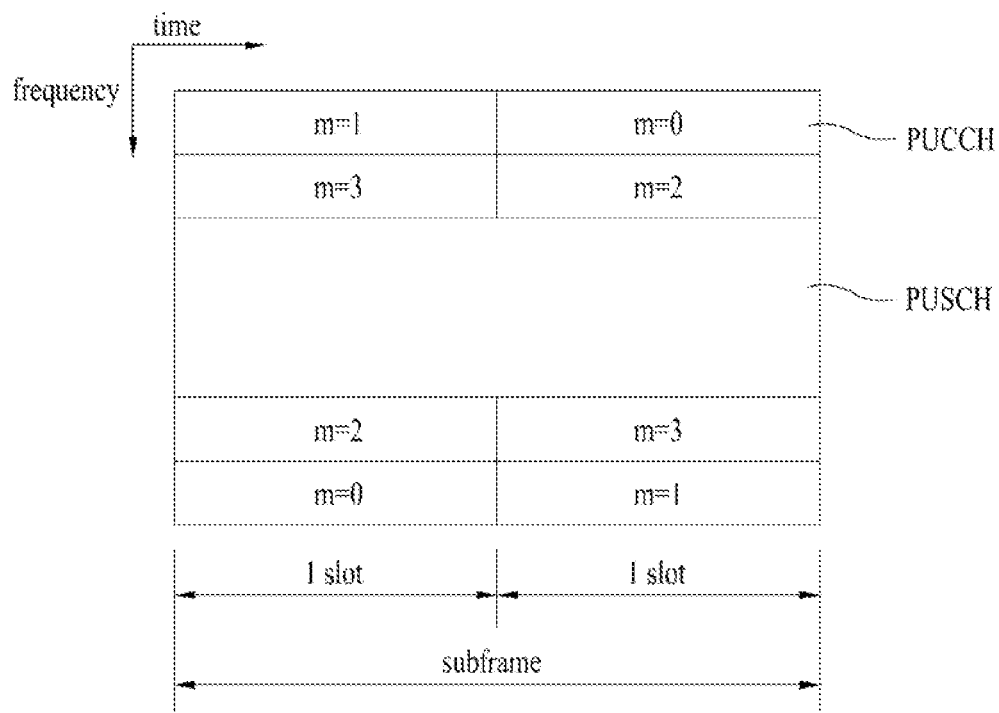 time
frequency
m=1
m=0
PUCCH
m=3
m=2
PUSCH
m=2
m=3
m=0
m=1
1 slot
1 slot
subframe